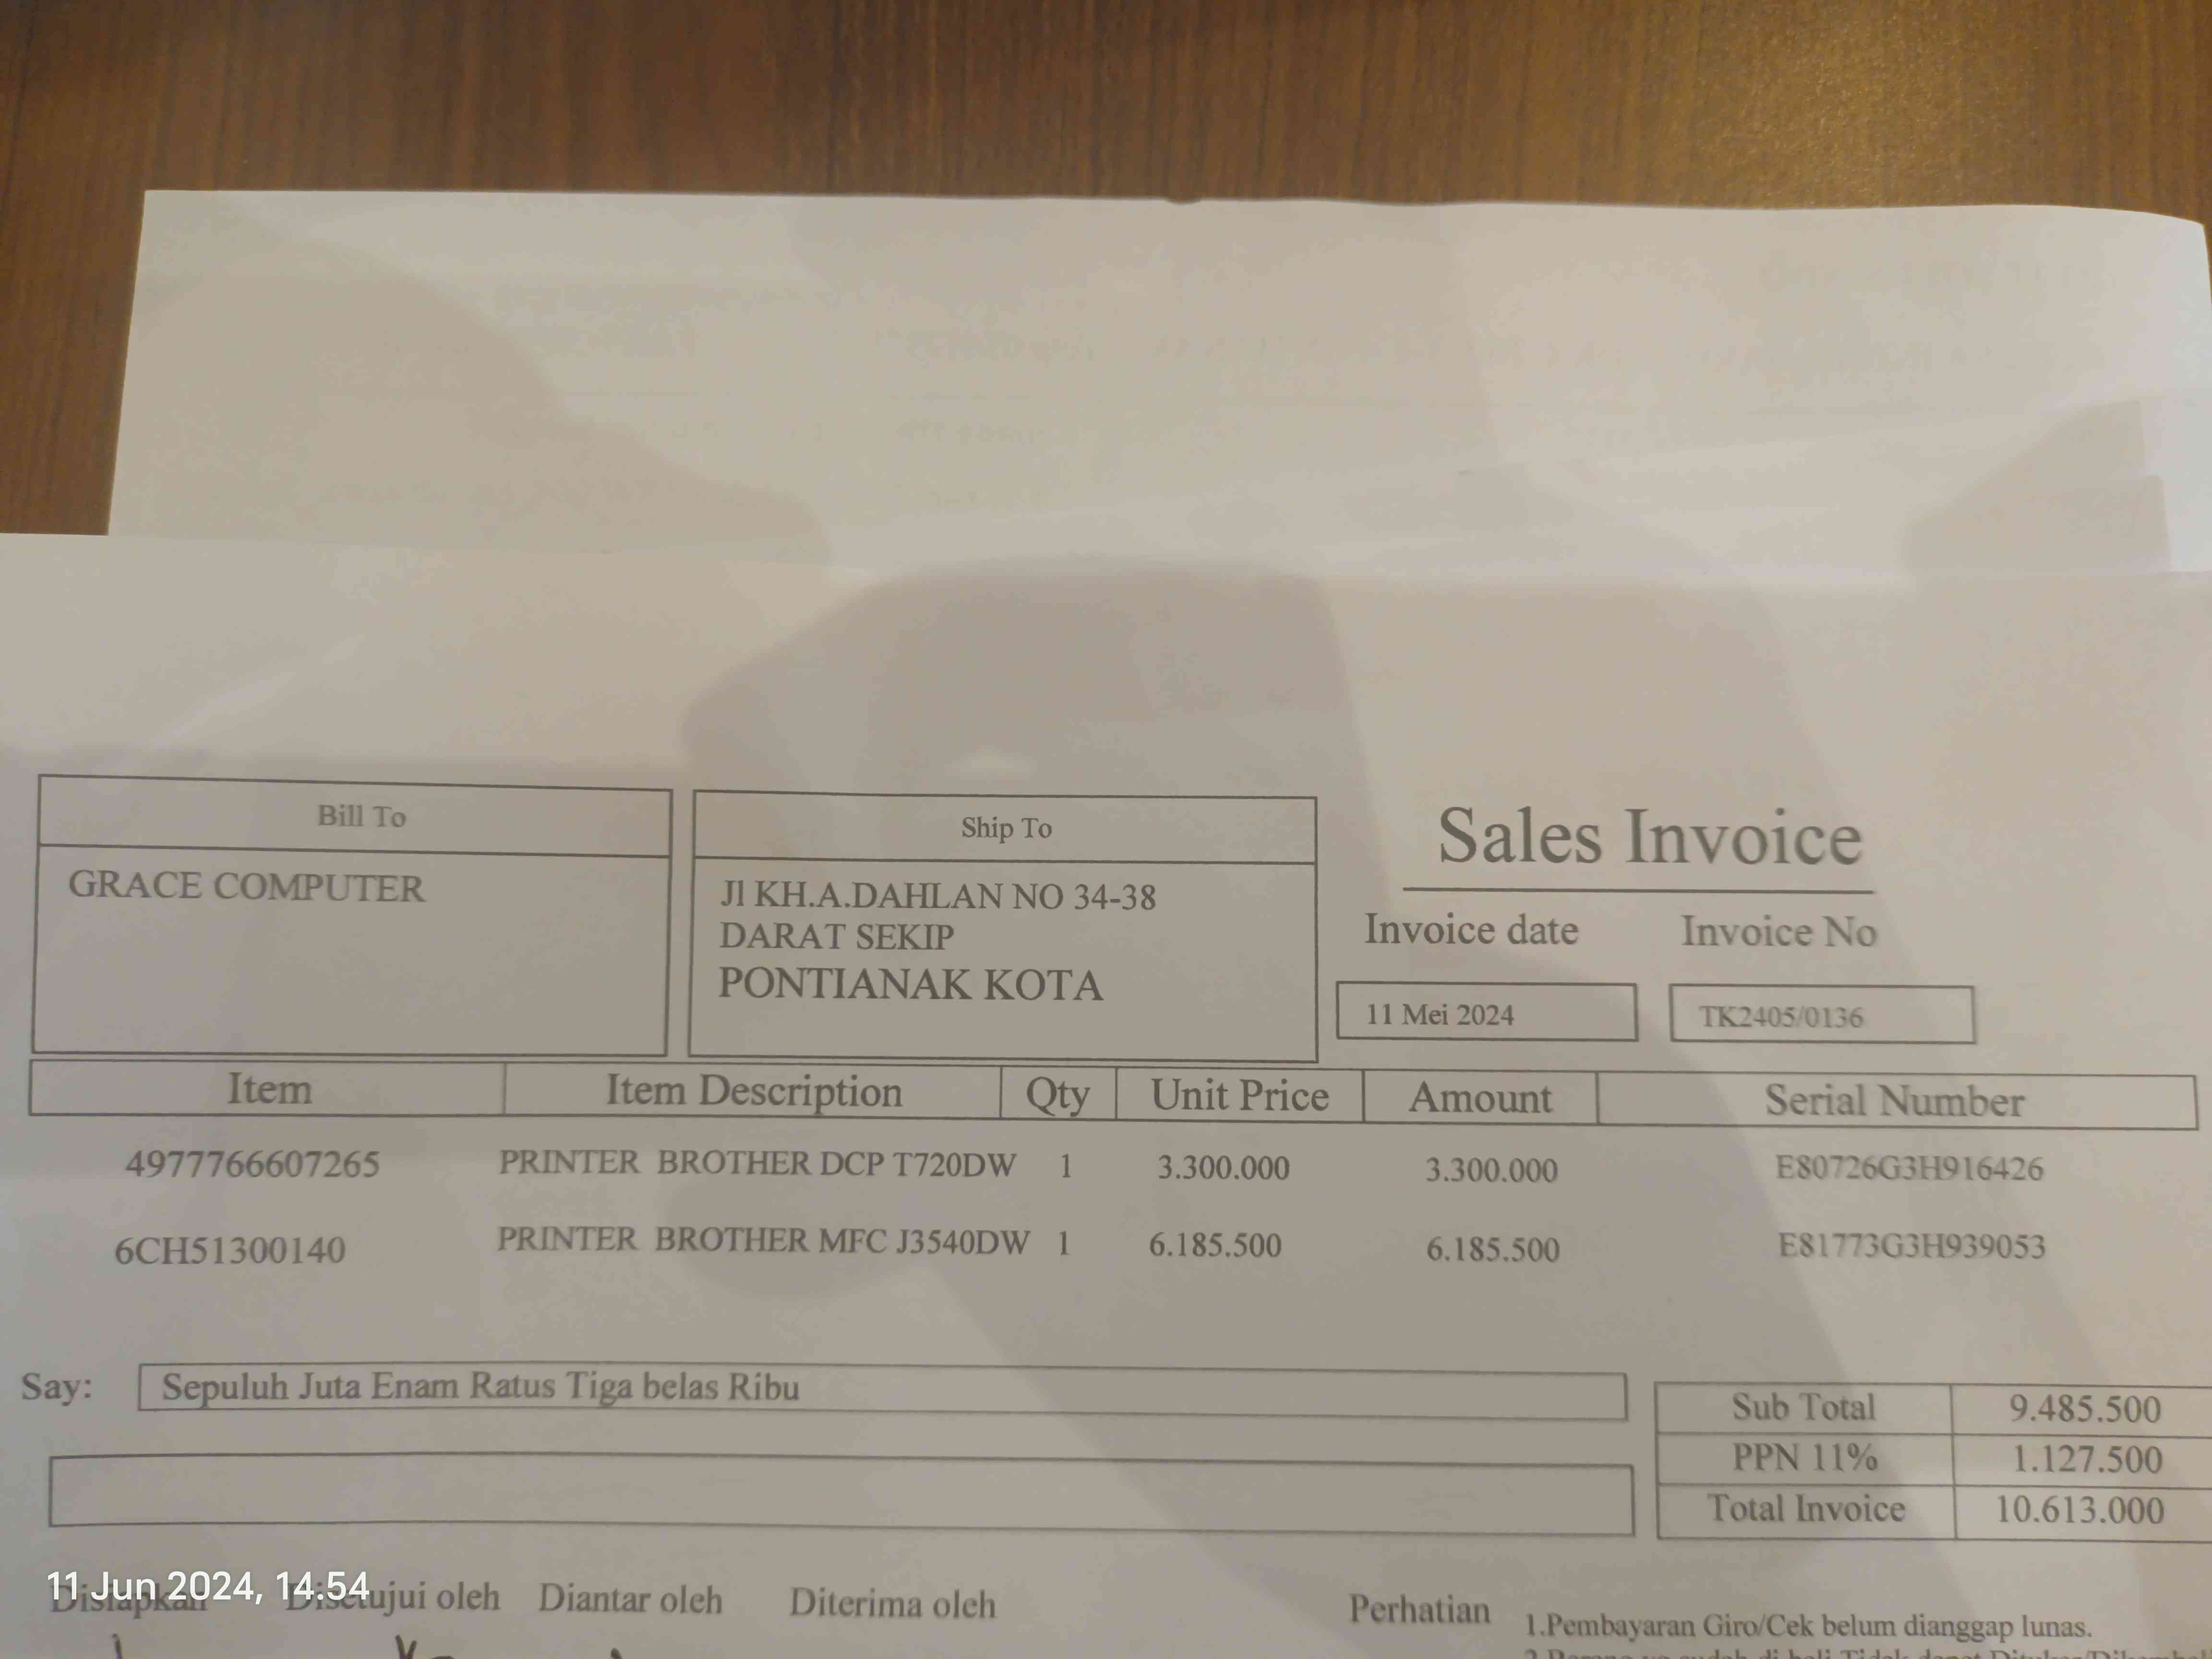 Bill To
GRACE COMPUTER
Ship To
Jl KH.A.DAHLAN NO 34-38
DARAT SEKIP
PONTIANAK KOTA
Sales Invoice
Invoice date Invoice No
11 Mei 2024 TK2405/0136
Item Item Description Qty Unit Price Amount Serial Number
4977766607265 PRINTER BROTHER DCP T720DW 1 3.300.000 3.300.000 E80726G3H916426
6CH51300140 PRINTER BROTHER MFC J3540DW 1 6.185.500 6.185.500 E81773G3H939053
Say: Sepuluh Juta Enam Ratus Tiga belas Ribu
Sub Total 9.485.500
PPN 11% 1.127.500
Total Invoice 10.613.000
11 Jun 2024, 14.54
Disiapkan Disetujui oleh Diantar oleh Diterima oleh
Perhatian 1.Pembayaran Giro/Cek belum dianggap lunas.